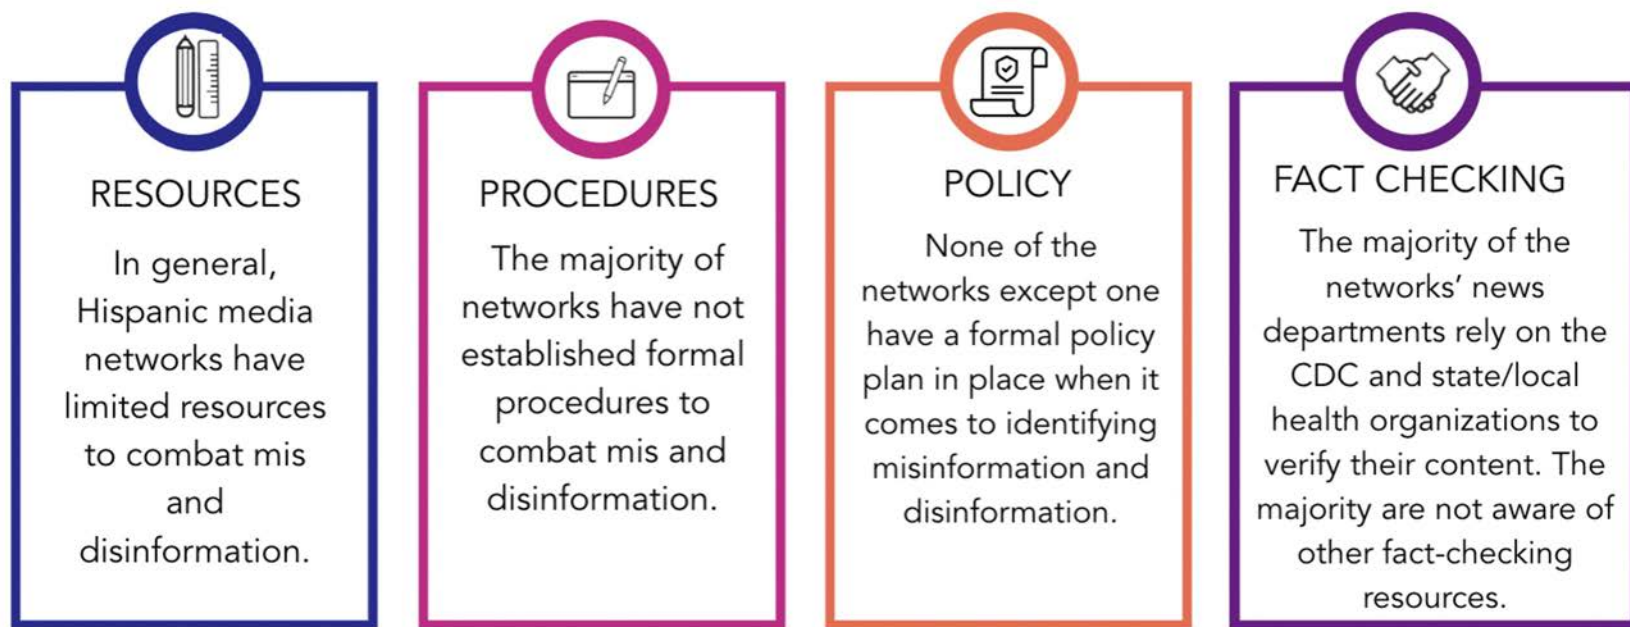 RESOURCES
In general,
Hispanic media
networks have
limited resources
to combat mis
and
disinformation.
PROCEDURES
The majority of
networks have not
established formal
procedures to
combat mis and
disinformation.
POLICY
None of the
networks except one
have a formal policy
plan in place when it
comes to identifying
misinformation and
disinformation.
FACT CHECKING
The majority of the
networks’ news
departments rely on the
CDC and state/local
health organizations to
verify their content. The
majority are not aware of
other fact-checking
resources.